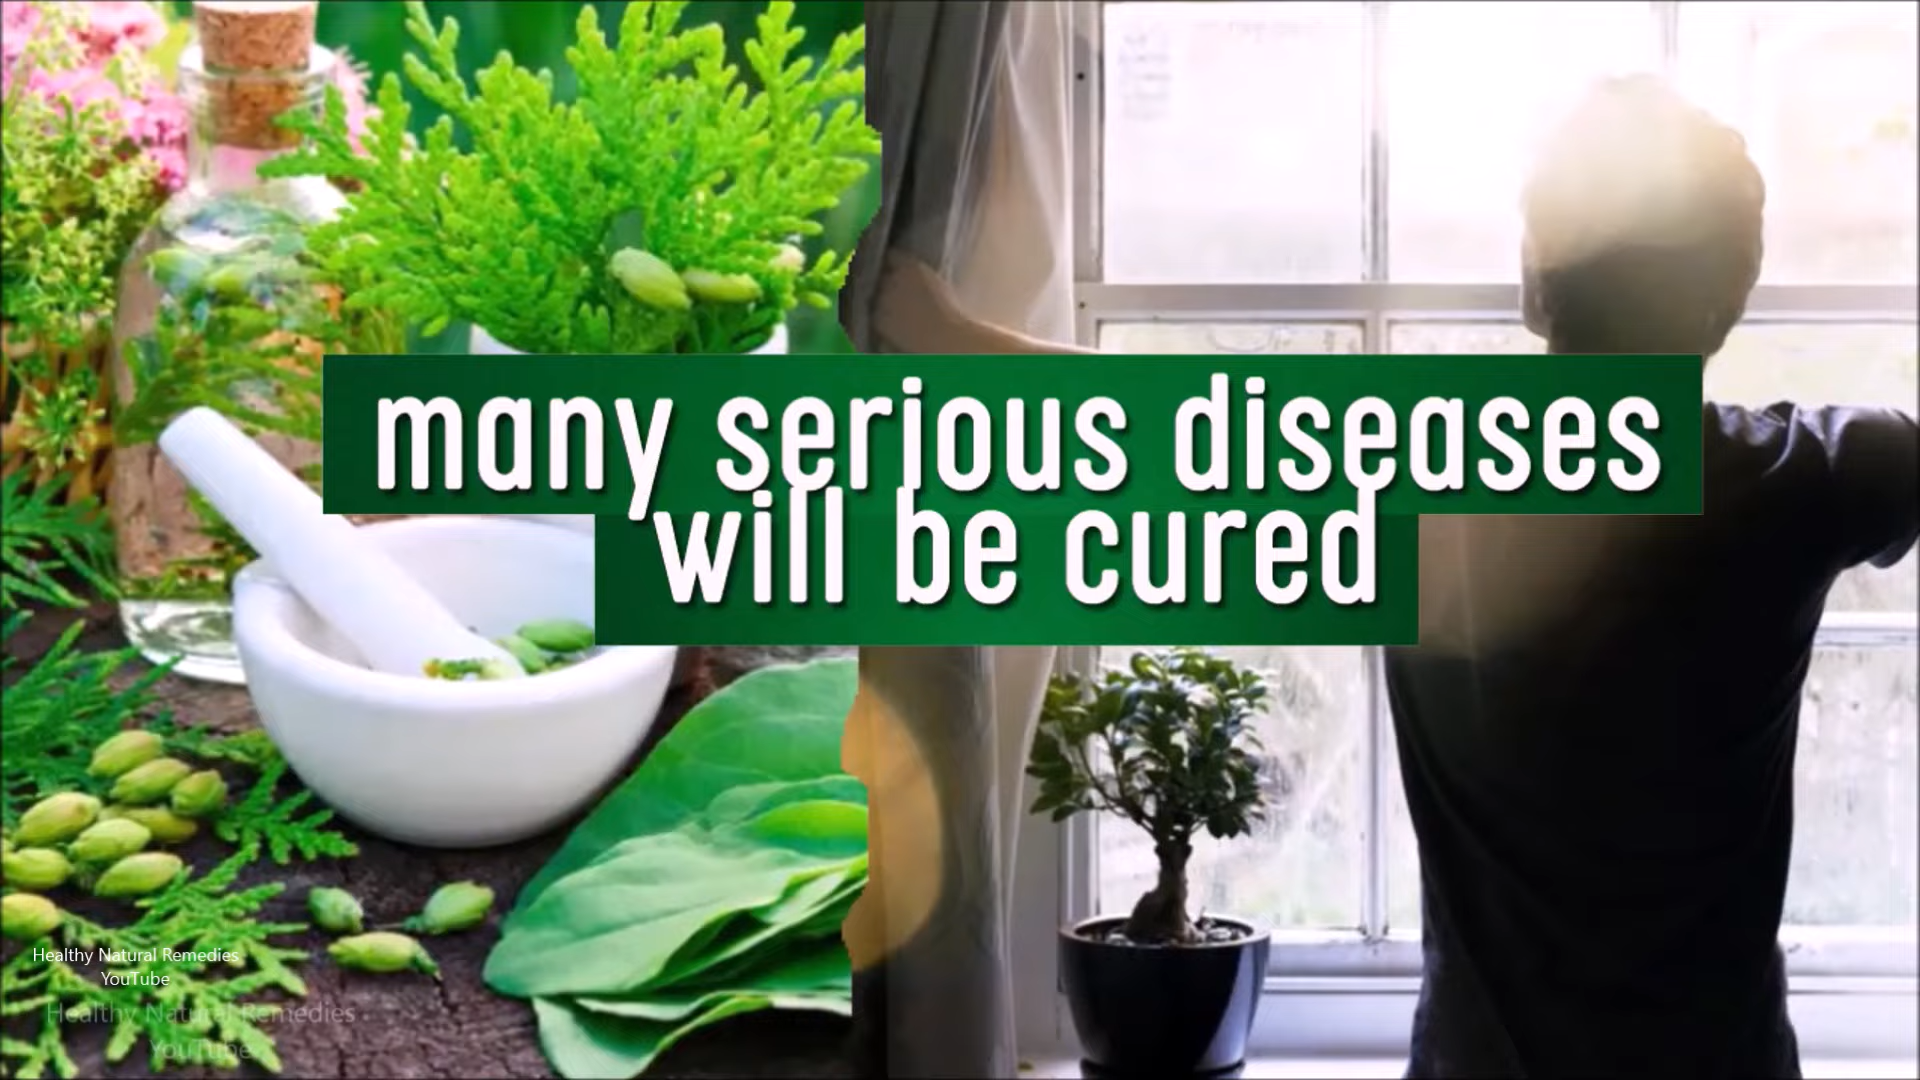 many serious diseases
will be cured
Healthy Natural Remedies
YouTube
Healthy Natural Remedies
YouTube